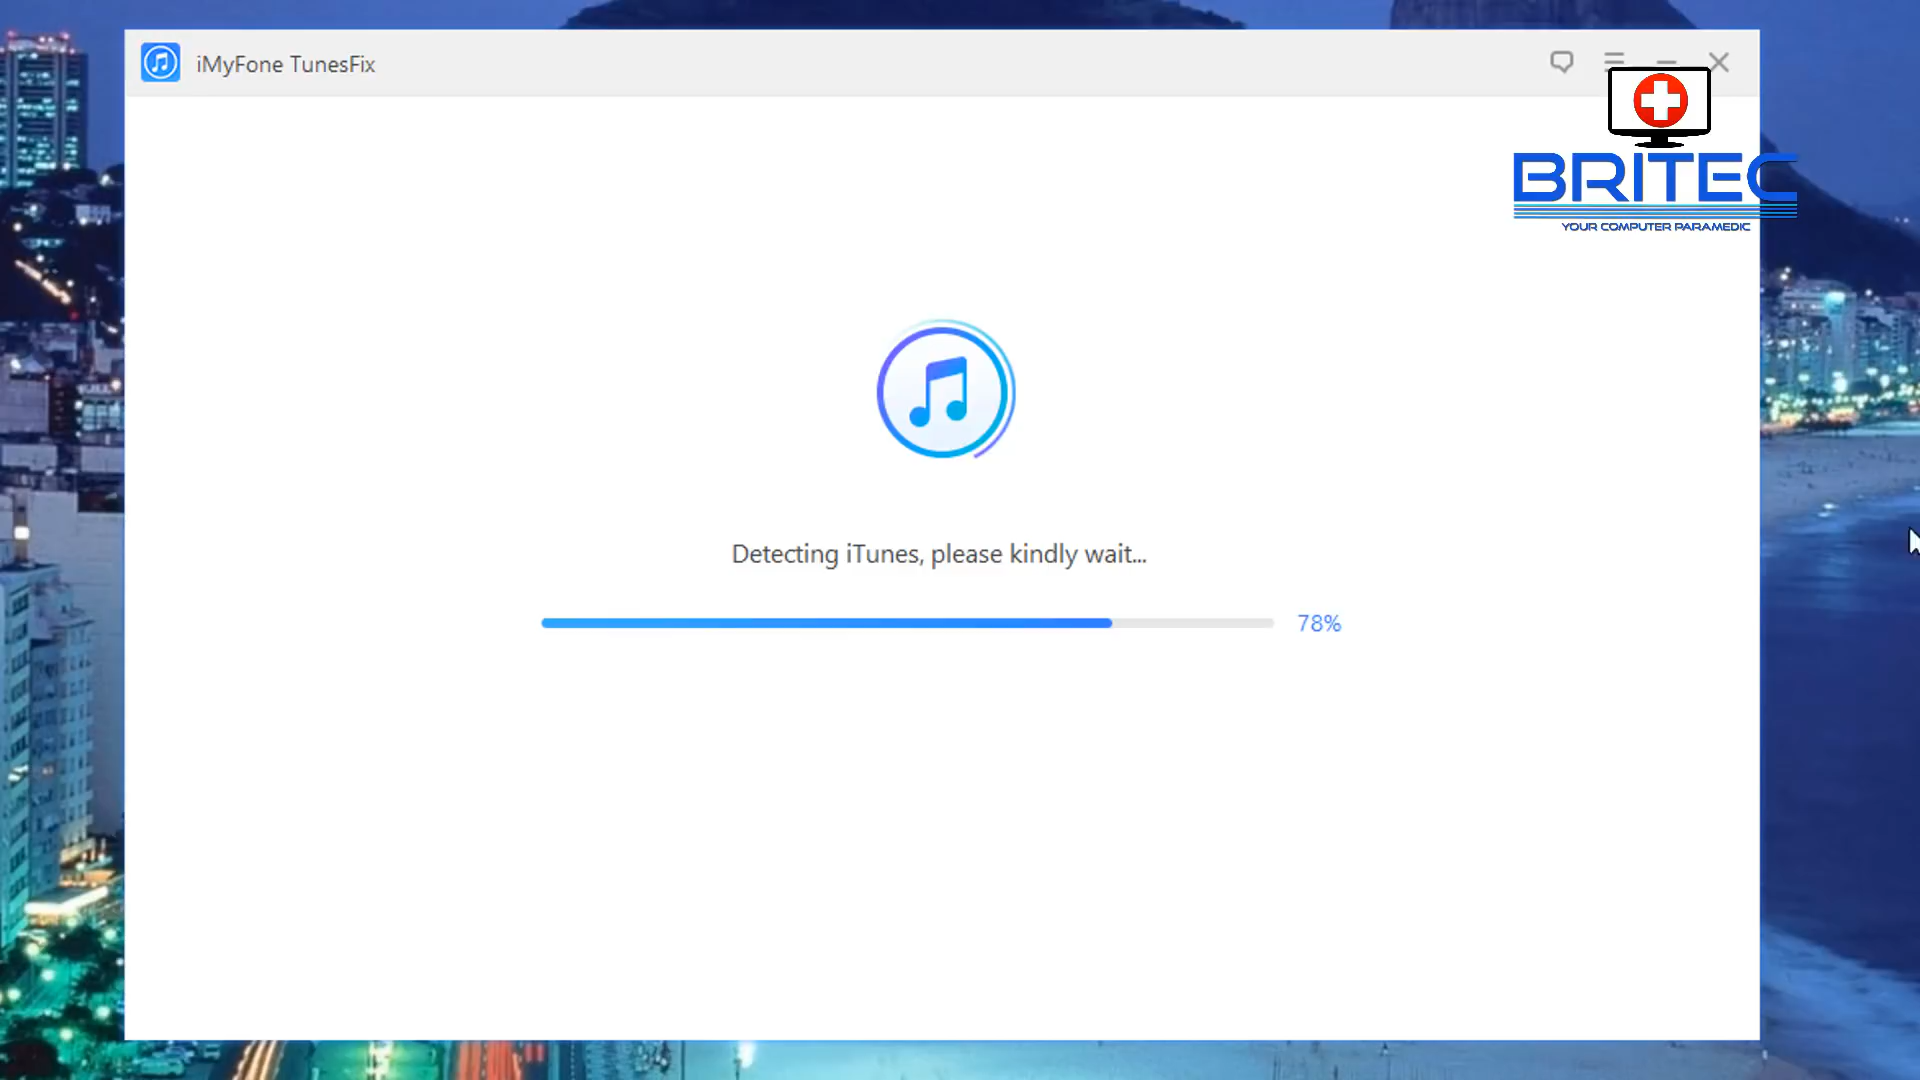 iMyFone TunesFix
BRITEC
YOUR COMPUTER PARAMEDIC
Detecting iTunes, please kindly wait...
78%